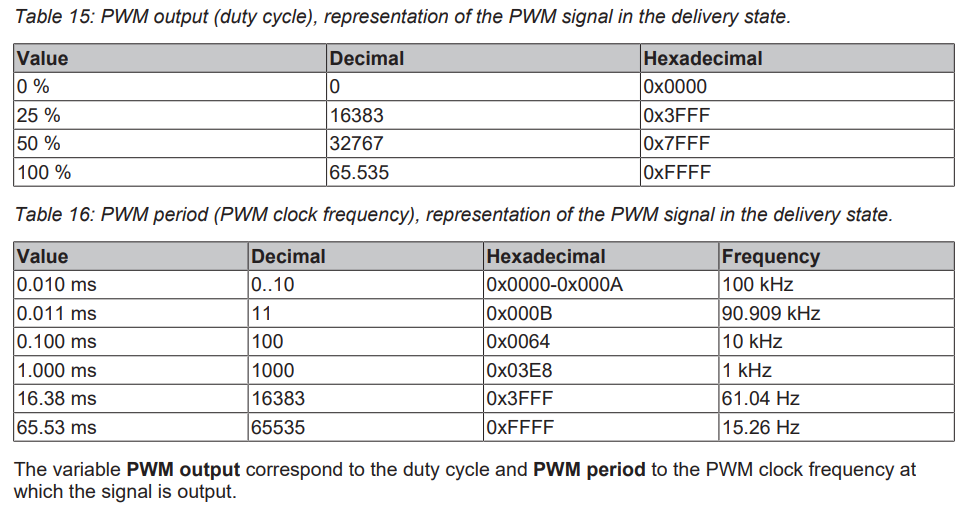 Table 15: PWM output (duty cycle), representation of the PWM signal in the delivery state.
Value Decimal Hexadecimal
0 % 0 0x0000
25 % 16383 0x3FFF
50 % 32767 0x7FFF
100 % 65.535 0xFFFF
Table 16: PWM period (PWM clock frequency), representation of the PWM signal in the delivery state.
Value Decimal Hexadecimal Frequency
0.010 ms 0..10 0x0000-0x000A 100 kHz
0.011 ms 11 0x000B 90.909 kHz
0.100 ms 100 0x0064 10 kHz
1.000 ms 1000 0x03E8 1 kHz
16.38 ms 16383 0x3FFF 61.04 Hz
65.53 ms 65535 0xFFFF 15.26 Hz
The variable PWM output correspond to the duty cycle and PWM period to the PWM clock frequency at
which the signal is output.